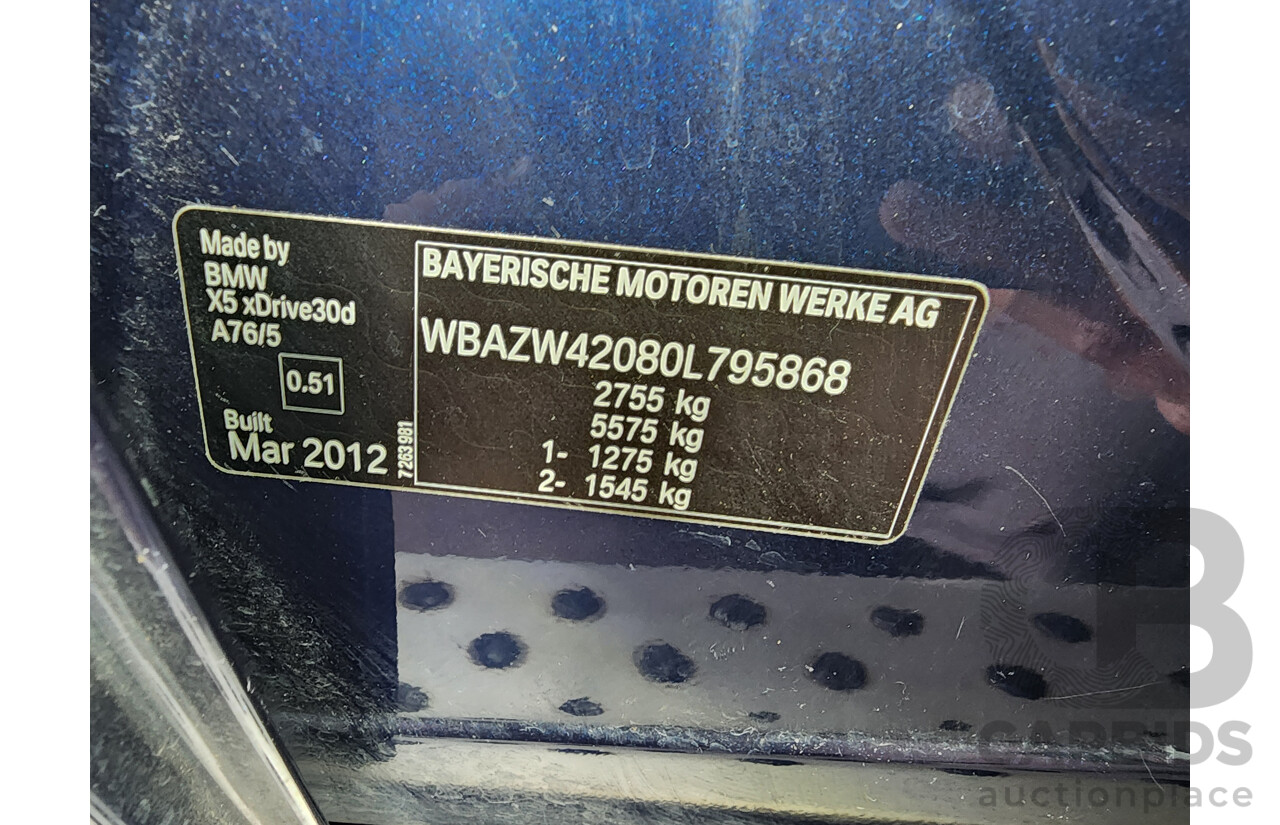 Made by
BMW
X5 xDrive30d
A76/5
0.51
Built
Mar 2012
7263981
BAYERISCHE MOTOREN WERKE AG
WBAZW42080L795868
2755 kg
5575 kg
1- 1275 kg
2- 1545 kg
CARBIDS
auctionplace